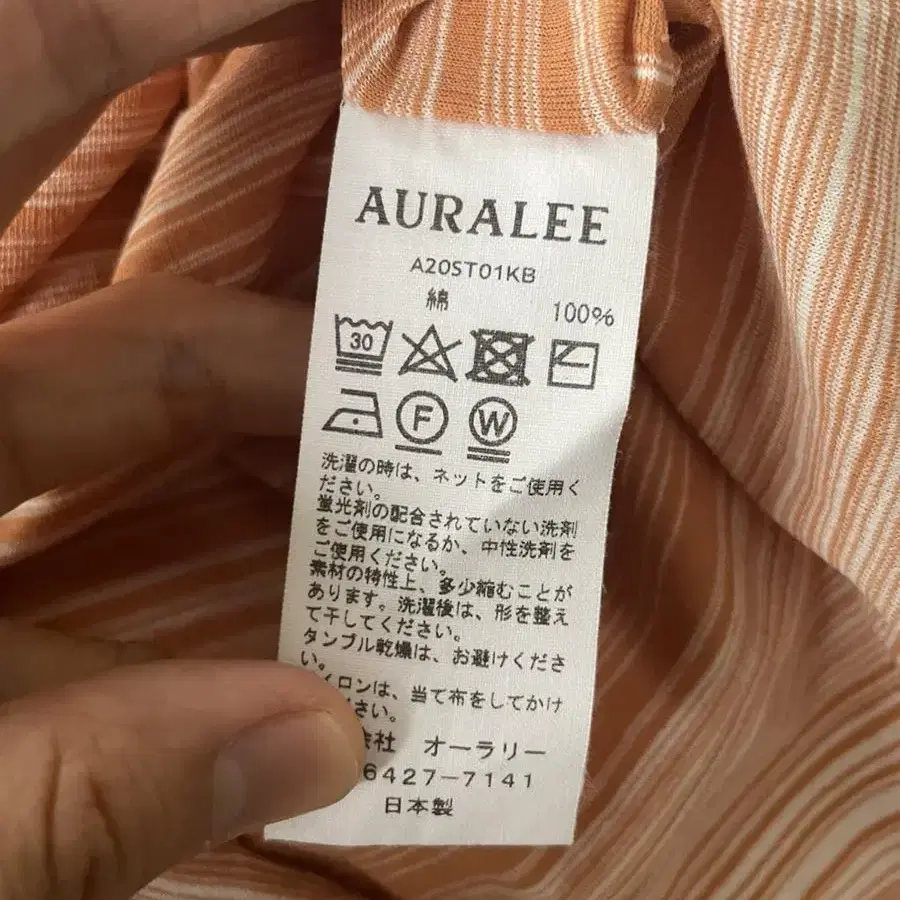 AURALEE
A20ST01KB
綿 100%
30
F W
洗濯の時は、ネットをご使用く
ださい。
蛍光剤の配合されていない洗剤
をご使用になるか、中性洗剤を
ご使用ください。
素材の特性上、多少縮むことが
あります。洗濯後は、形を整え
て干してください。
タンブル乾燥は、お避けくださ
い。
イロンは、当て布をしてかけ
ださい。
会社 オーラリー
6427-7141
日本製